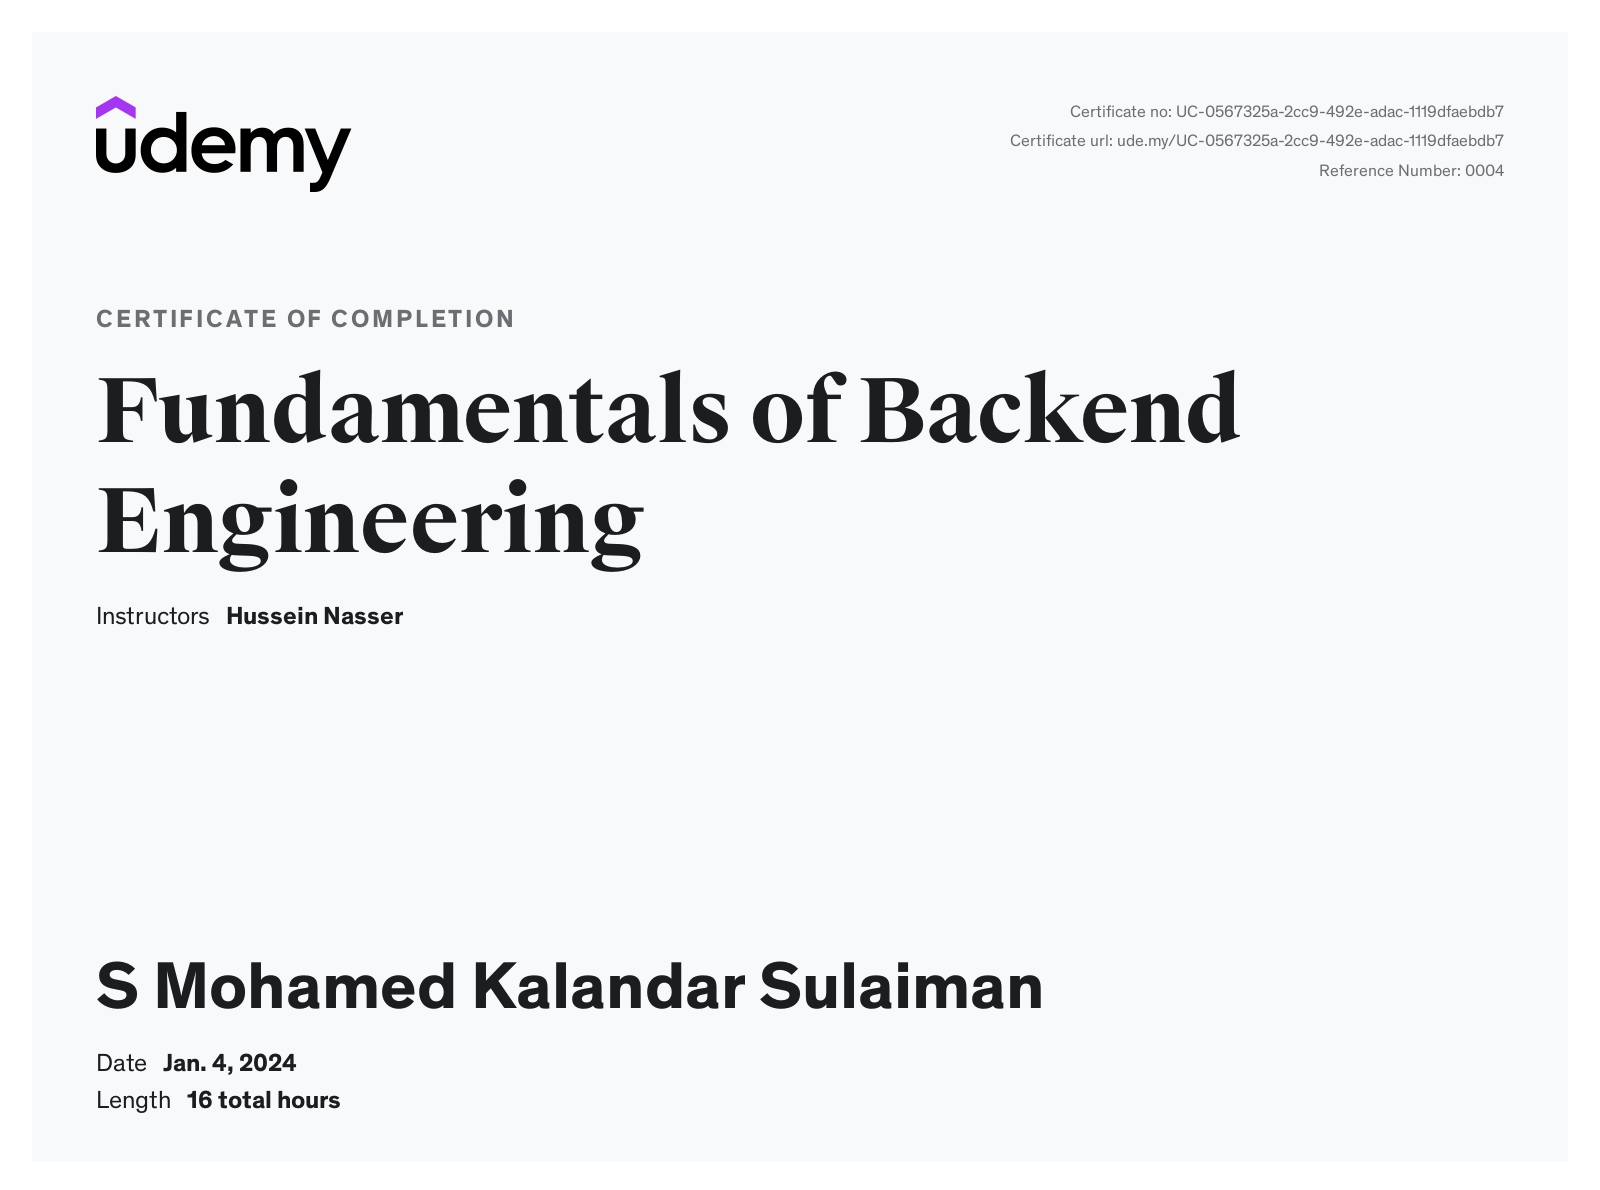 udemy
Certificate no: UC-0567325a-2cc9-492e-adac-1119dfaebdb7
Certificate url: ude.my/UC-0567325a-2cc9-492e-adac-1119dfaebdb7
Reference Number: 0004
CERTIFICATE OF COMPLETION
Fundamentals of Backend
Engineering
Instructors Hussein Nasser
S Mohamed Kalandar Sulaiman
Date Jan. 4, 2024
Length 16 total hours